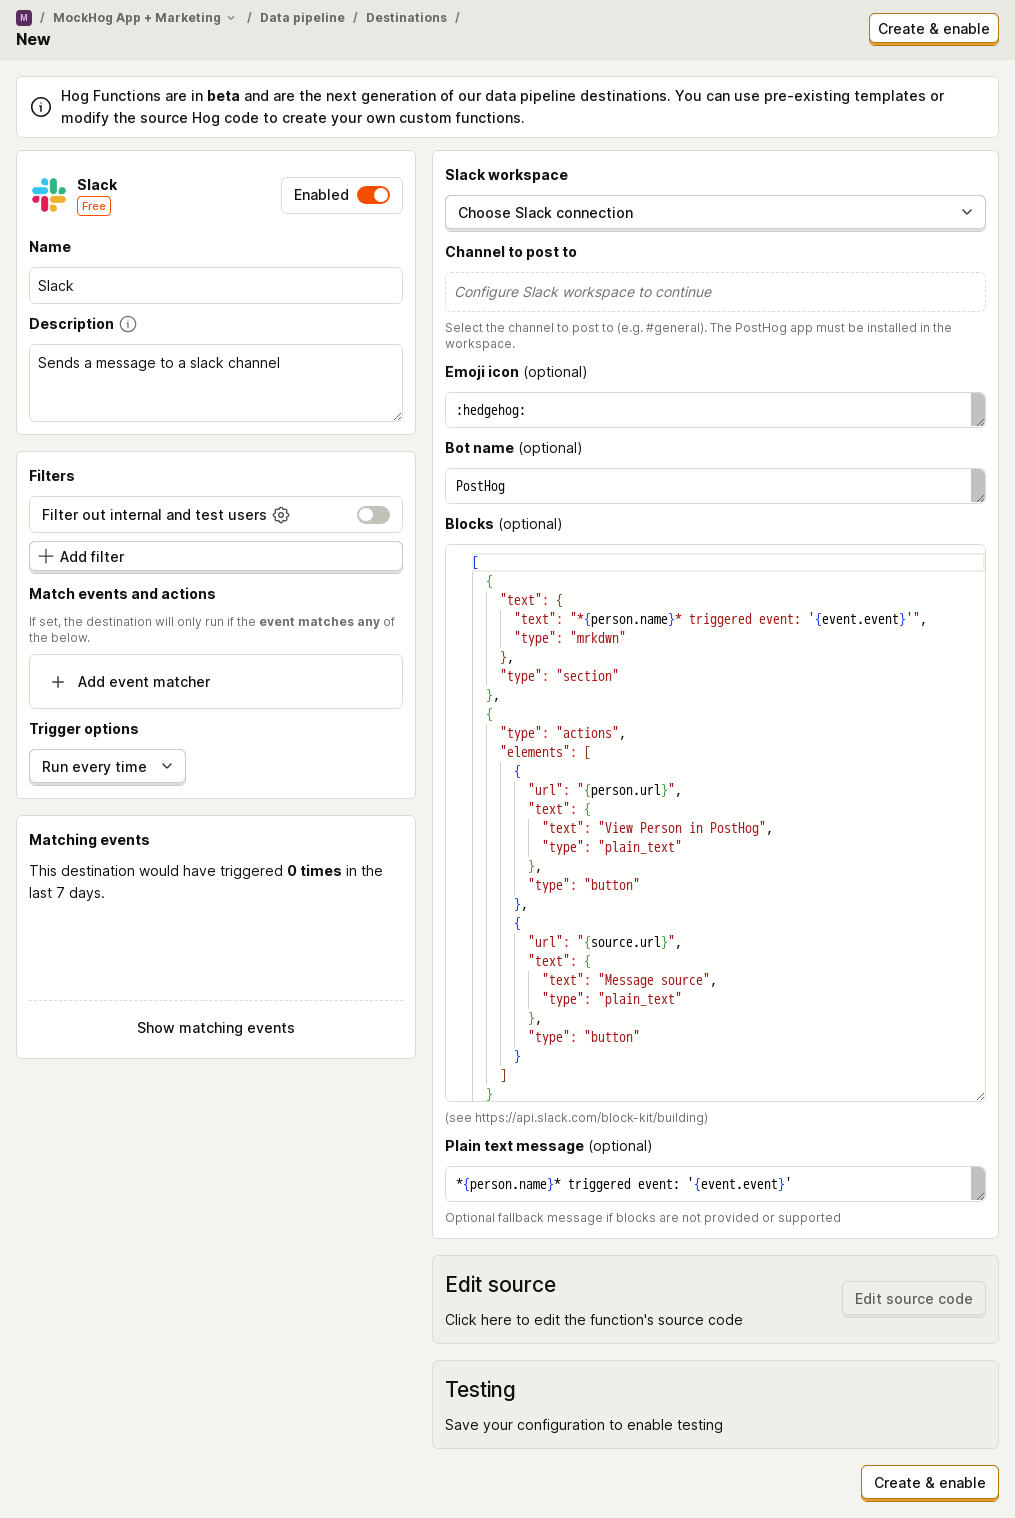 M / MockHog App + Marketing / Data pipeline / Destinations /
New
Create & enable
Hog Functions are in beta and are the next generation of our data pipeline destinations. You can use pre-existing templates or
modify the source Hog code to create your own custom functions.
Slack
Free
Enabled
Name
Slack
Description
Sends a message to a slack channel
Filters
Filter out internal and test users
Add filter
Match events and actions
If set, the destination will only run if the event matches any of
the below.
Add event matcher
Trigger options
Run every time
Matching events
This destination would have triggered 0 times in the
last 7 days.
Show matching events
Slack workspace
Choose Slack connection
Channel to post to
Configure Slack workspace to continue
Select the channel to post to (e.g. #general). The PostHog app must be installed in the
workspace.
Emoji icon (optional)
:hedgehog:
Bot name (optional)
PostHog
Blocks (optional)
[
{
"text": {
"text": "*{person.name}* triggered event: '{event.event}'",
"type": "mrkdwn"
},
"type": "section"
},
{
"type": "actions",
"elements": [
{
"url": "{person.url}",
"text": {
"text": "View Person in PostHog",
"type": "plain_text"
},
"type": "button"
},
{
"url": "{source.url}",
"text": {
"text": "Message source",
"type": "plain_text"
},
"type": "button"
}
]
}
(see https://api.slack.com/block-kit/building)
Plain text message (optional)
*{person.name}* triggered event: '{event.event}'
Optional fallback message if blocks are not provided or supported
Edit source
Click here to edit the function's source code
Edit source code
Testing
Save your configuration to enable testing
Create & enable